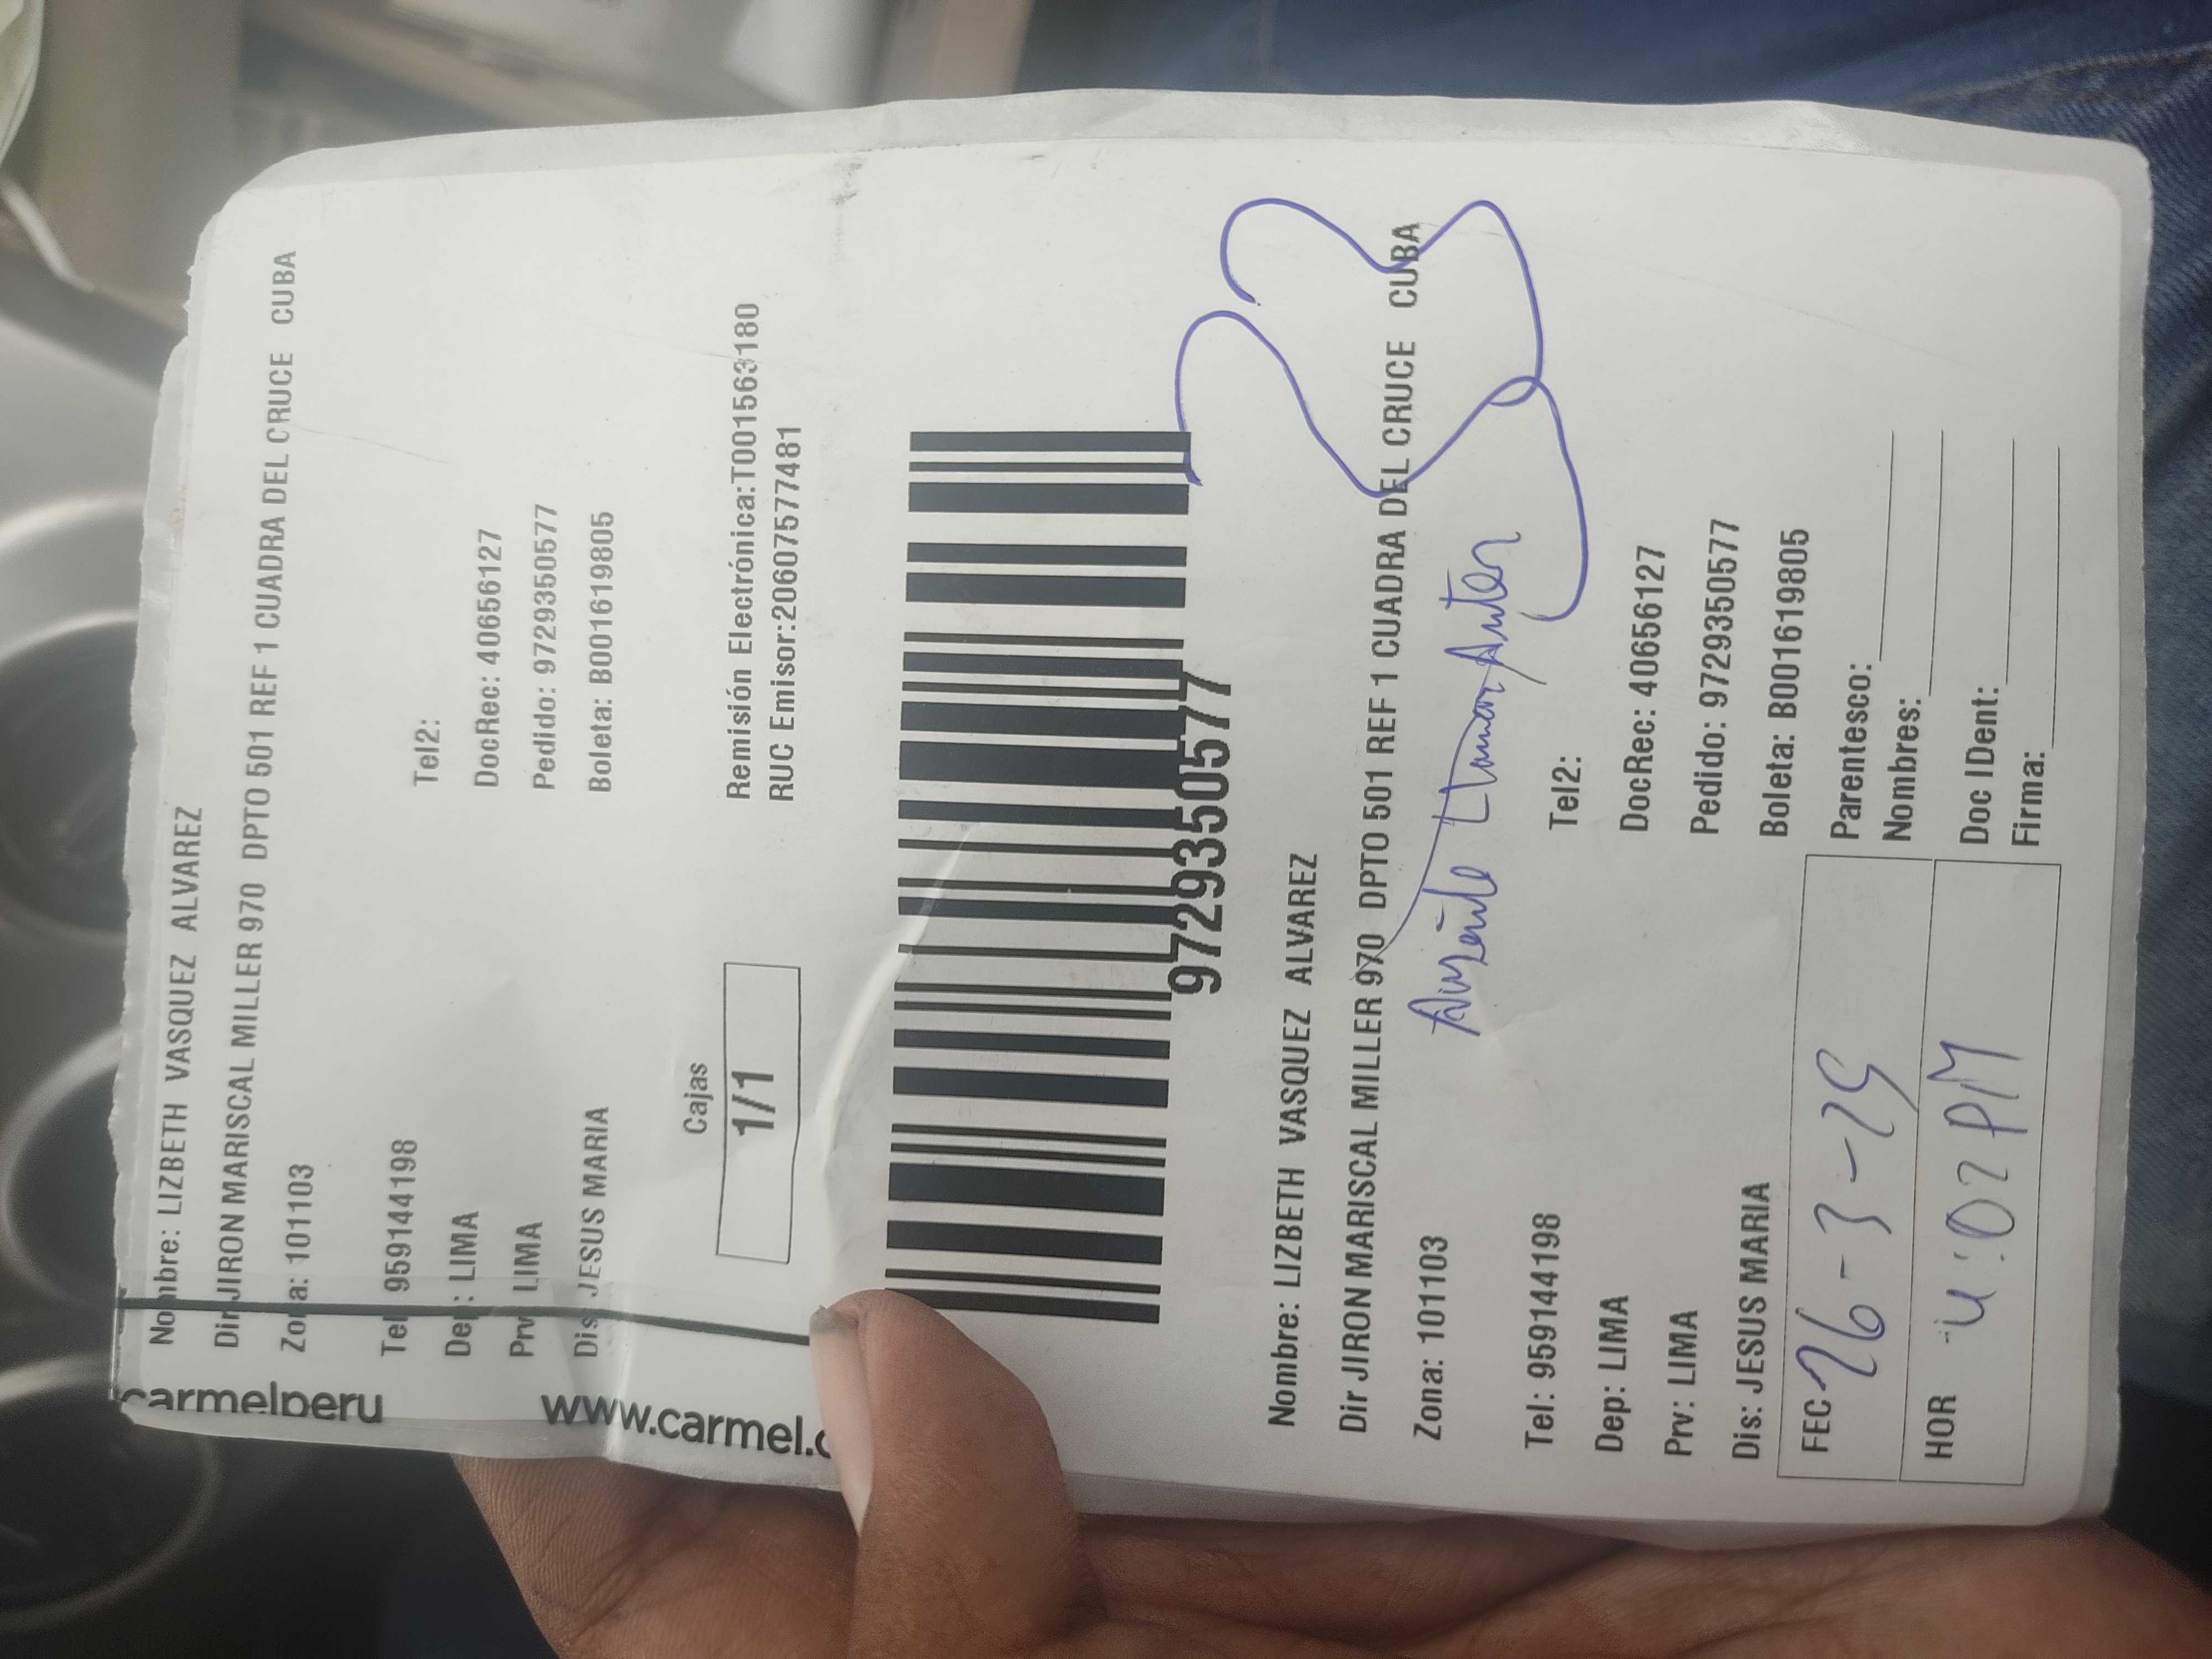 carmelperu
www.carmel.
Nombre: LIZBETH VASQUEZ ALVAREZ
Dir JIRON MARISCAL MILLER 970 DPTO 501 REF 1 CUADRA DEL CRUCE CUBA
Zona: 101103
Tel: 959144198 Tel2:
Dep: LIMA DocRec: 40656127
Prv: LIMA Pedido: 9729350577
Dis: JESUS MARIA Boleta: B001619805
Cajas
1/1
Remisión Electrónica:T001563180
RUC Emisor:20607577481
9729350577
23
Nombre: LIZBETH VASQUEZ ALVAREZ
Dir JIRON MARISCAL MILLER 970 DPTO 501 REF 1 CUADRA DEL CRUCE CUBA
Zona: 101103
Ausente Llamar Antes
Tel: 959144198 Tel2:
Dep: LIMA DocRec: 40656127
Prv: LIMA Pedido: 9729350577
Dis: JESUS MARIA Boleta: B001619805
FEC 26-3-25 Parentesco:
Nombres:
HOR 4:02 PM Doc IDent:
Firma: